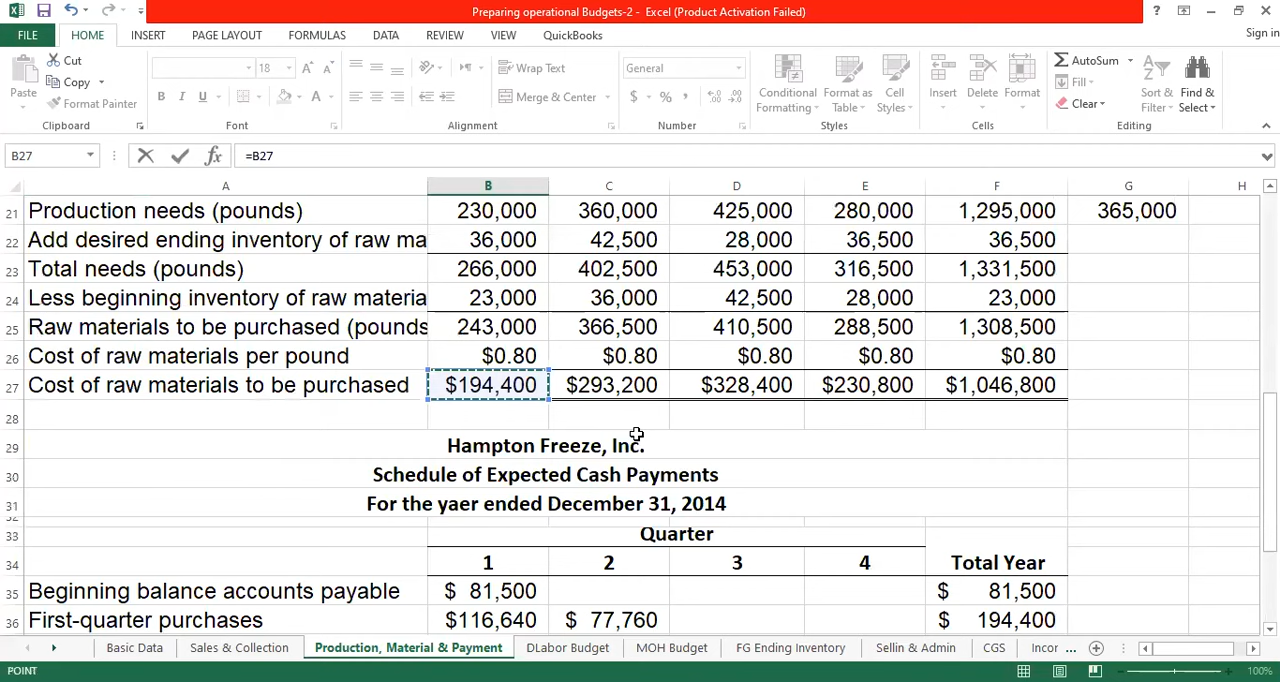 Preparing operational Budgets-2 - Excel (Product Activation Failed)
FILE HOME INSERT PAGE LAYOUT FORMULAS DATA REVIEW VIEW QuickBooks Sign in
Cut
Copy
Format Painter
Paste
18
B I U
Wrap Text
Merge & Center
General
$ %
Conditional Formatting
Format as Table
Cell Styles
Insert
Delete
Format
AutoSum
Fill
Clear
Sort & Filter
Find & Select
Clipboard Font Alignment Number Styles Cells Editing
B27 fx =B27
A B C D E F G H
21 Production needs (pounds) 230,000 360,000 425,000 280,000 1,295,000 365,000
22 Add desired ending inventory of raw ma 36,000 42,500 28,000 36,500 36,500
23 Total needs (pounds) 266,000 402,500 453,000 316,500 1,331,500
24 Less beginning inventory of raw materia 23,000 36,000 42,500 28,000 23,000
25 Raw materials to be purchased (pounds 243,000 366,500 410,500 288,500 1,308,500
26 Cost of raw materials per pound $0.80 $0.80 $0.80 $0.80 $0.80
27 Cost of raw materials to be purchased $194,400 $293,200 $328,400 $230,800 $1,046,800
28
29 Hampton Freeze, Inc.
30 Schedule of Expected Cash Payments
31 For the yaer ended December 31, 2014
33 Quarter
34 1 2 3 4 Total Year
35 Beginning balance accounts payable $ 81,500 $ 81,500
36 First-quarter purchases $116,640 $ 77,760 $ 194,400
Basic Data Sales & Collection Production, Material & Payment DLabor Budget MOH Budget FG Ending Inventory Sellin & Admin CGS Incor ...
POINT 100%